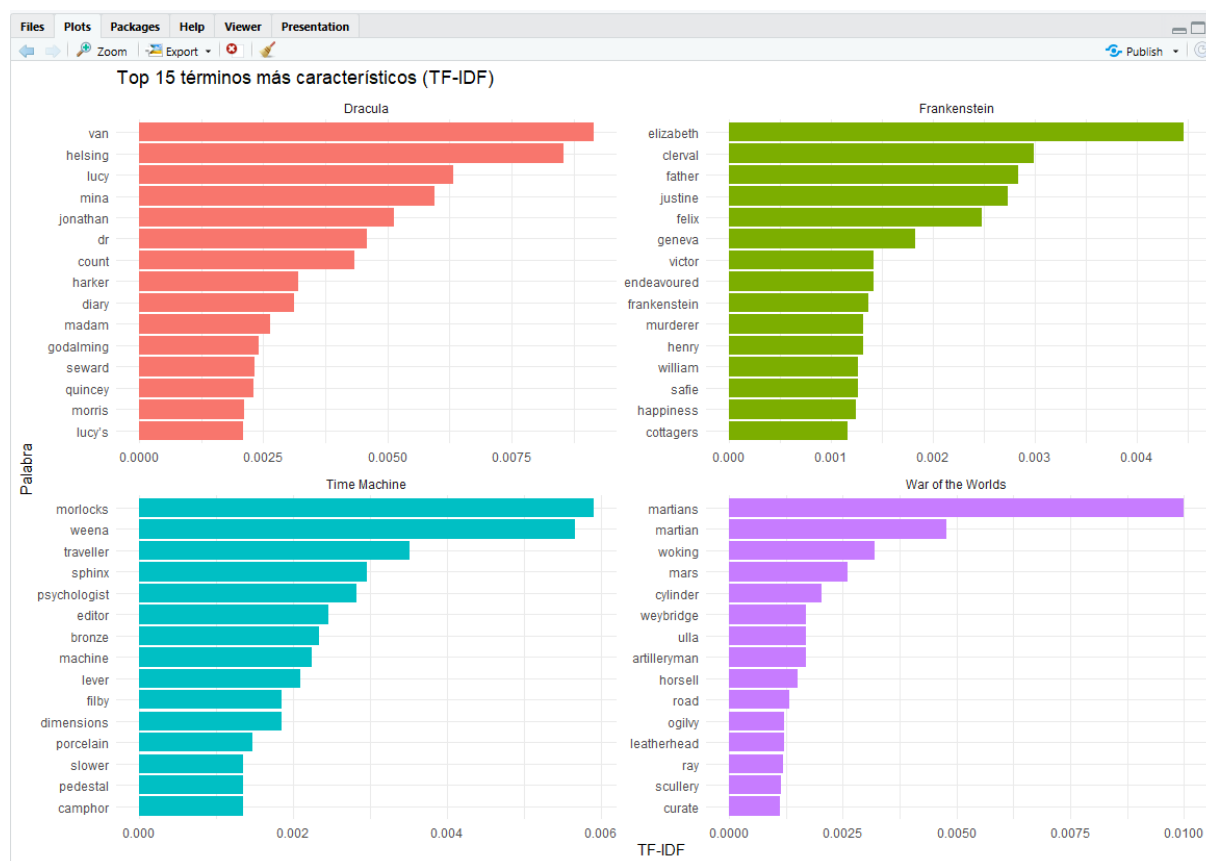 Files Plots Packages Help Viewer Presentation
Zoom Export Publish
Top 15 términos más característicos (TF-IDF)
Dracula
van
helsing
lucy
mina
jonathan
dr
count
harker
diary
madam
godalming
seward
quincey
morris
lucy's
0.0000 0.0025 0.0050 0.0075
Frankenstein
elizabeth
clerval
father
justine
felix
geneva
victor
endeavoured
frankenstein
murderer
henry
william
safie
happiness
cottagers
0.000 0.001 0.002 0.003 0.004
Palabra
Time Machine
morlocks
weena
traveller
sphinx
psychologist
editor
bronze
machine
lever
filby
dimensions
porcelain
slower
pedestal
camphor
0.000 0.002 0.004 0.006
War of the Worlds
martians
martian
woking
mars
cylinder
weybridge
ulla
artilleryman
horsell
road
ogilvy
leatherhead
ray
scullery
curate
0.0000 0.0025 0.0050 0.0075 0.0100
TF-IDF